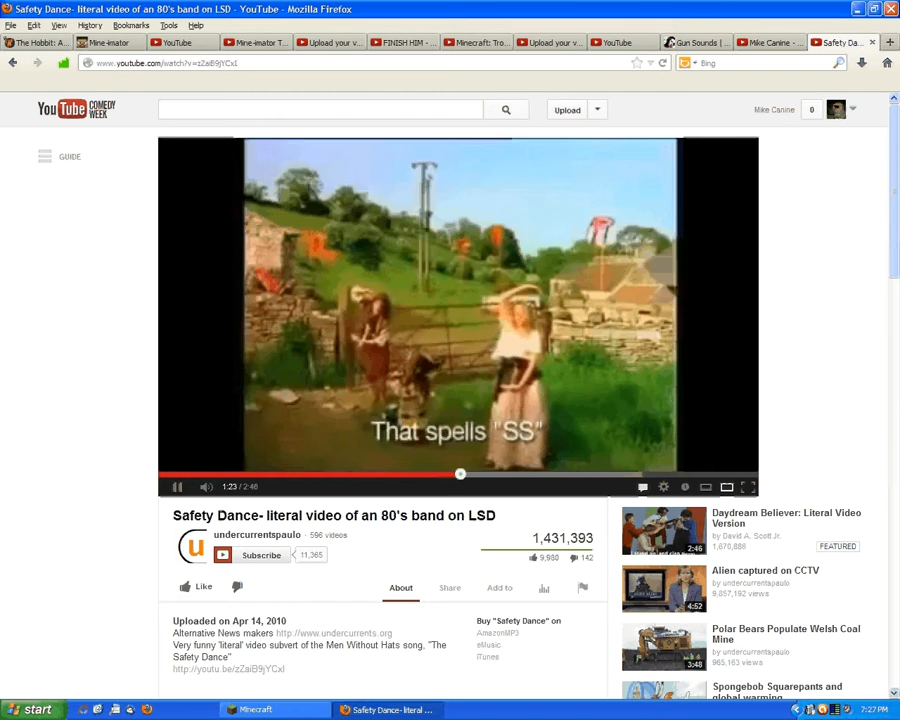 Safety Dance- literal video of an 80's band on LSD - YouTube - Mozilla Firefox
File Edit View History Bookmarks Tools Help
The Hobbit: A... Mine-imator YouTube Mine-imator T... Upload your v... FINISH HIM - ... Minecraft: Tro... Upload your v... YouTube Gun Sounds | ... Mike Canine - ... Safety Da...
www.youtube.com/watch?v=zZaiB9jYCxI Bing
YouTube COMEDY WEEK Upload Mike Canine 0
GUIDE
That spells "SS"
1:23 / 2:46
Safety Dance- literal video of an 80's band on LSD
undercurrentspaulo · 596 videos
Subscribe 11,365
1,431,393
9,980 142
Like About Share Add to
Uploaded on Apr 14, 2010
Alternative News makers http://www.undercurrents.org
Very funny 'literal' video subvert of the Men Without Hats song, "The
Safety Dance"
http://youtu.be/zZaiB9jYCxI
Buy "Safety Dance" on
AmazonMP3
eMusic
iTunes
Daydream Believer: Literal Video
Version
by David A. Scott Jr.
1,670,886 FEATURED
2:46
Alien captured on CCTV
by undercurrentspaulo
9,857,192 views
4:52
Polar Bears Populate Welsh Coal
Mine
by undercurrentspaulo
965,163 views
3:48
Spongebob Squarepants and
global warming
start Minecraft Safety Dance- literal ... 7:27 PM